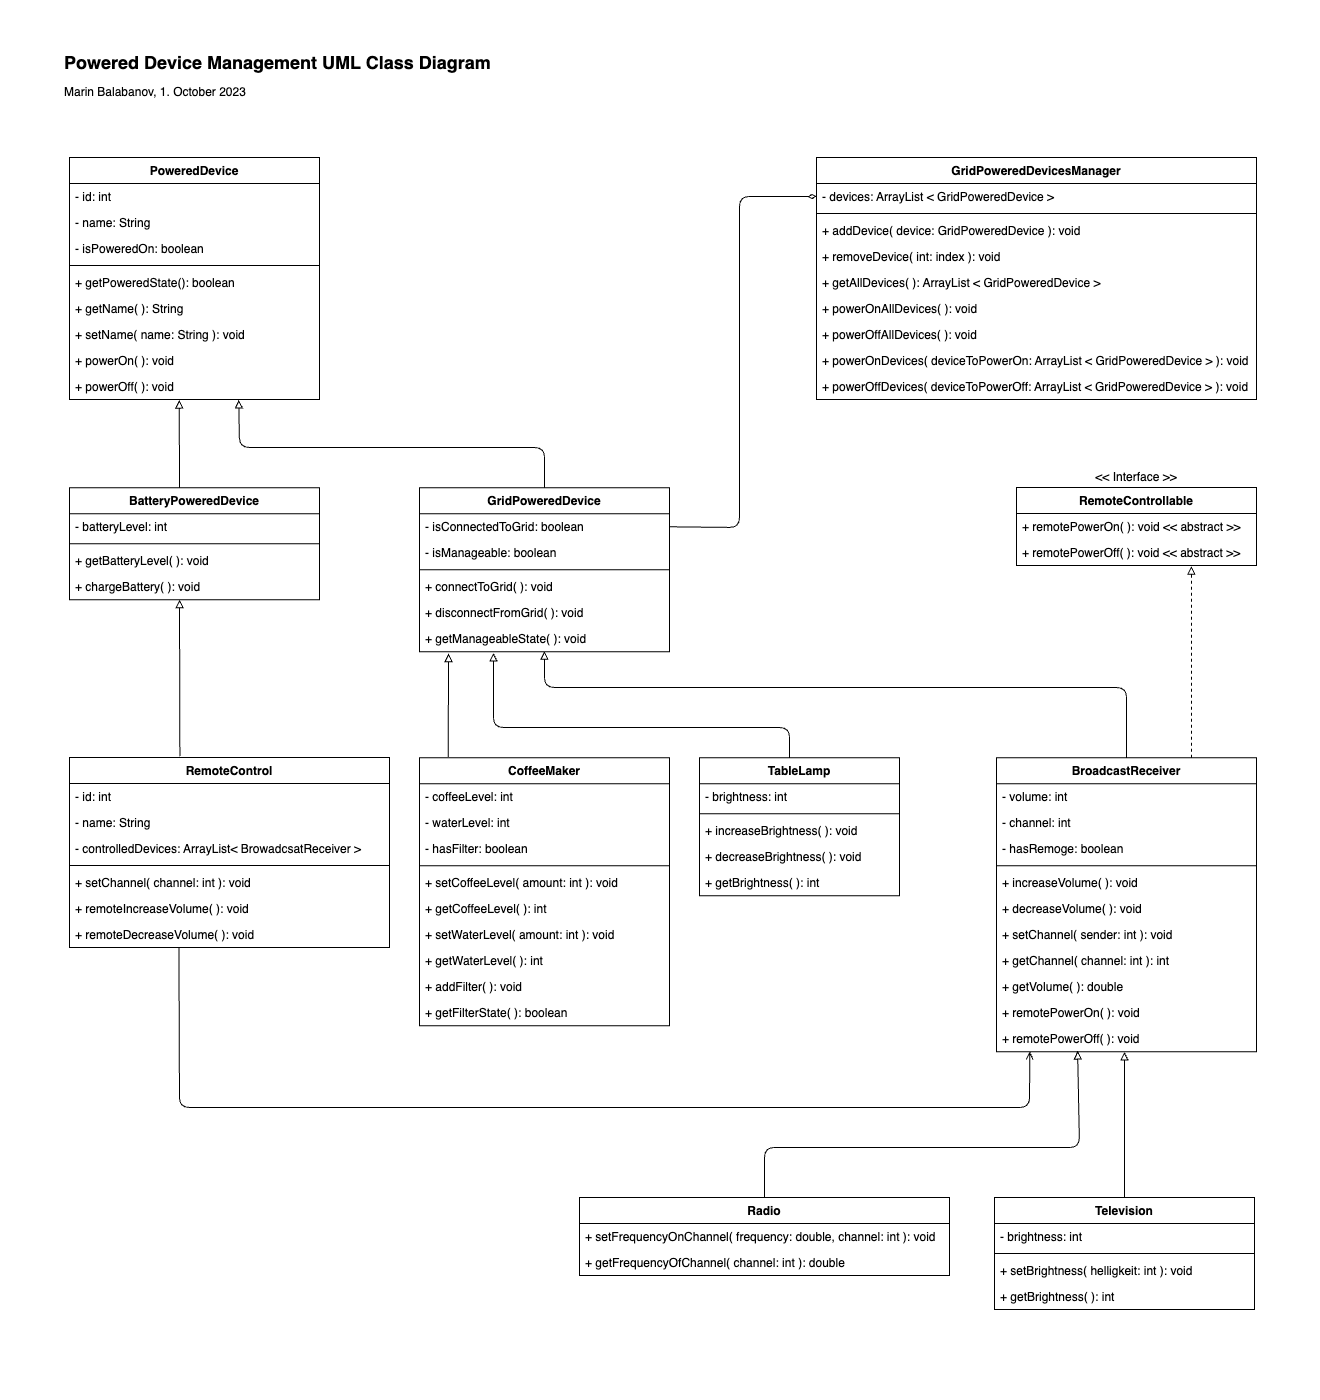 Powered Device Management UML Class Diagram
Marin Balabanov, 1. October 2023
PoweredDevice
- id: int
- name: String
- isPoweredOn: boolean
+ getPoweredState(): boolean
+ getName( ): String
+ setName( name: String ): void
+ powerOn( ): void
+ powerOff( ): void
GridPoweredDevicesManager
- devices: ArrayList < GridPoweredDevice >
+ addDevice( device: GridPoweredDevice ): void
+ removeDevice( int: index ): void
+ getAllDevices( ): ArrayList < GridPoweredDevice >
+ powerOnAllDevices( ): void
+ powerOffAllDevices( ): void
+ powerOnDevices( deviceToPowerOn: ArrayList < GridPoweredDevice > ): void
+ powerOffDevices( deviceToPowerOff: ArrayList < GridPoweredDevice > ): void
BatteryPoweredDevice
- batteryLevel: int
+ getBatteryLevel( ): void
+ chargeBattery( ): void
GridPoweredDevice
- isConnectedToGrid: boolean
- isManageable: boolean
+ connectToGrid( ): void
+ disconnectFromGrid( ): void
+ getManageableState( ): void
<< Interface >>
RemoteControllable
+ remotePowerOn( ): void << abstract >>
+ remotePowerOff( ): void << abstract >>
RemoteControl
- id: int
- name: String
- controlledDevices: ArrayList< BrowadcsatReceiver >
+ setChannel( channel: int ): void
+ remoteIncreaseVolume( ): void
+ remoteDecreaseVolume( ): void
CoffeeMaker
- coffeeLevel: int
- waterLevel: int
- hasFilter: boolean
+ setCoffeeLevel( amount: int ): void
+ getCoffeeLevel( ): int
+ setWaterLevel( amount: int ): void
+ getWaterLevel( ): int
+ addFilter( ): void
+ getFilterState( ): boolean
TableLamp
- brightness: int
+ increaseBrightness( ): void
+ decreaseBrightness( ): void
+ getBrightness( ): int
BroadcastReceiver
- volume: int
- channel: int
- hasRemoge: boolean
+ increaseVolume( ): void
+ decreaseVolume( ): void
+ setChannel( sender: int ): void
+ getChannel( channel: int ): int
+ getVolume( ): double
+ remotePowerOn( ): void
+ remotePowerOff( ): void
Radio
+ setFrequencyOnChannel( frequency: double, channel: int ): void
+ getFrequencyOfChannel( channel: int ): double
Television
- brightness: int
+ setBrightness( helligkeit: int ): void
+ getBrightness( ): int